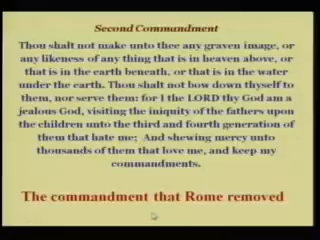 Second Commandment
Thou shalt not make unto thee any graven image, or
any likeness of any thing that is in heaven above, or
that is in the earth beneath, or that is in the water
under the earth. Thou shalt not bow down thyself to
them, nor serve them: for I the LORD thy God am a
jealous God, visiting the iniquity of the fathers upon
the children unto the third and fourth generation of
them that hate me;  And shewing mercy unto
thousands of them that love me, and keep my
commandments.
The commandment that Rome removed